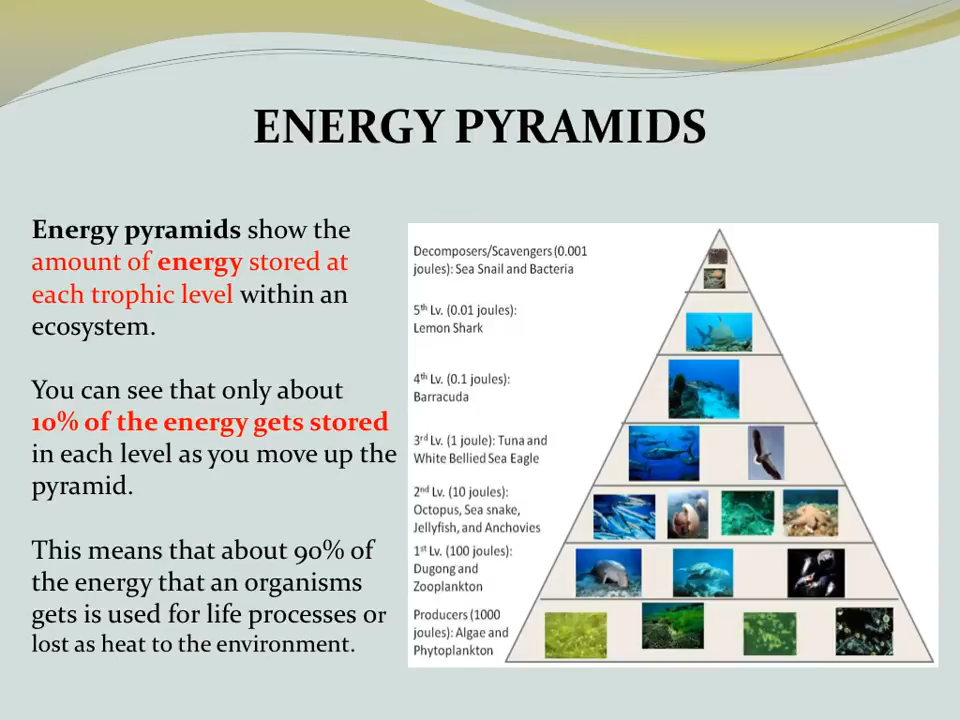 ENERGY PYRAMIDS
Energy pyramids show the
amount of energy stored at
each trophic level within an
ecosystem.
You can see that only about
10% of the energy gets stored
in each level as you move up the
pyramid.
This means that about 90% of
the energy that an organisms
gets is used for life processes or
lost as heat to the environment.
Decomposers/Scavengers (0.001
joules): Sea Snail and Bacteria
5th Lv. (0.01 joules):
Lemon Shark
4th Lv. (0.1 joules):
Barracuda
3rd Lv. (1 joule): Tuna and
White Bellied Sea Eagle
2nd Lv. (10 joules):
Octopus, Sea snake,
Jellyfish, and Anchovies
1st Lv. (100 joules):
Dugong and
Zooplankton
Producers (1000
joules): Algae and
Phytoplankton